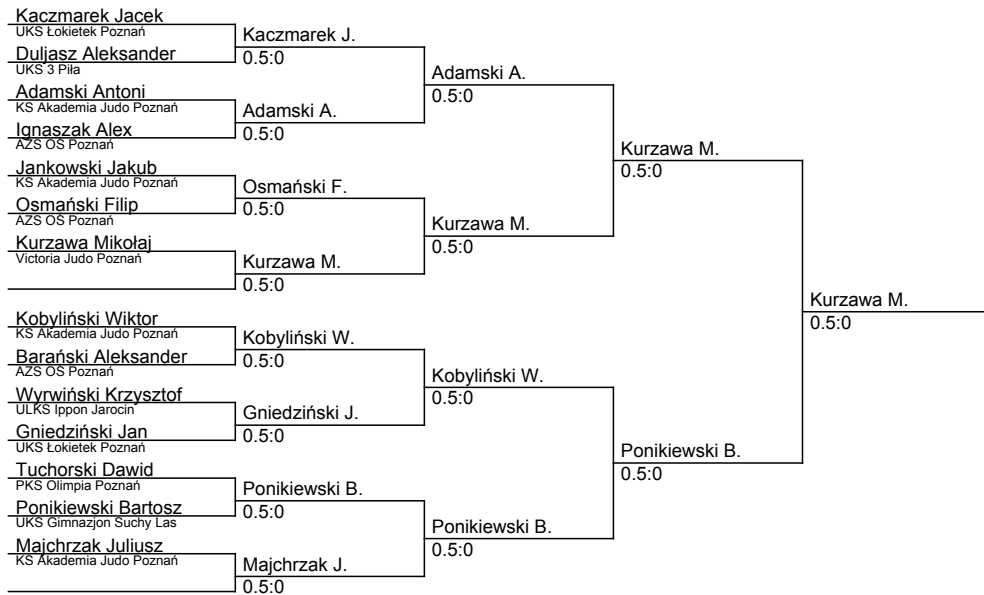 Kaczmarek Jacek
UKS Łokietek Poznań
Duljasz Aleksander
UKS 3 Piła
Adamski Antoni
KS Akademia Judo Poznań
Ignaszak Alex
AZS OŚ Poznań
Jankowski Jakub
KS Akademia Judo Poznań
Osmański Filip
AZS OŚ Poznań
Kurzawa Mikołaj
Victoria Judo Poznań
Kobyliński Wiktor
KS Akademia Judo Poznań
Barański Aleksander
AZS OŚ Poznań
Wyrwiński Krzysztof
ULKS Ippon Jarocin
Gniedziński Jan
UKS Łokietek Poznań
Tuchorski Dawid
PKS Olimpia Poznań
Ponikiewski Bartosz
UKS Gimnazjon Suchy Las
Majchrzak Juliusz
KS Akademia Judo Poznań
Kaczmarek J.
0.5:0
Adamski A.
0.5:0
Osmański F.
0.5:0
Kurzawa M.
0.5:0
Kobyliński W.
0.5:0
Gniedziński J.
0.5:0
Ponikiewski B.
0.5:0
Majchrzak J.
0.5:0
Adamski A.
0.5:0
Kurzawa M.
0.5:0
Kobyliński W.
0.5:0
Ponikiewski B.
0.5:0
Kurzawa M.
0.5:0
Ponikiewski B.
0.5:0
Kurzawa M.
0.5:0